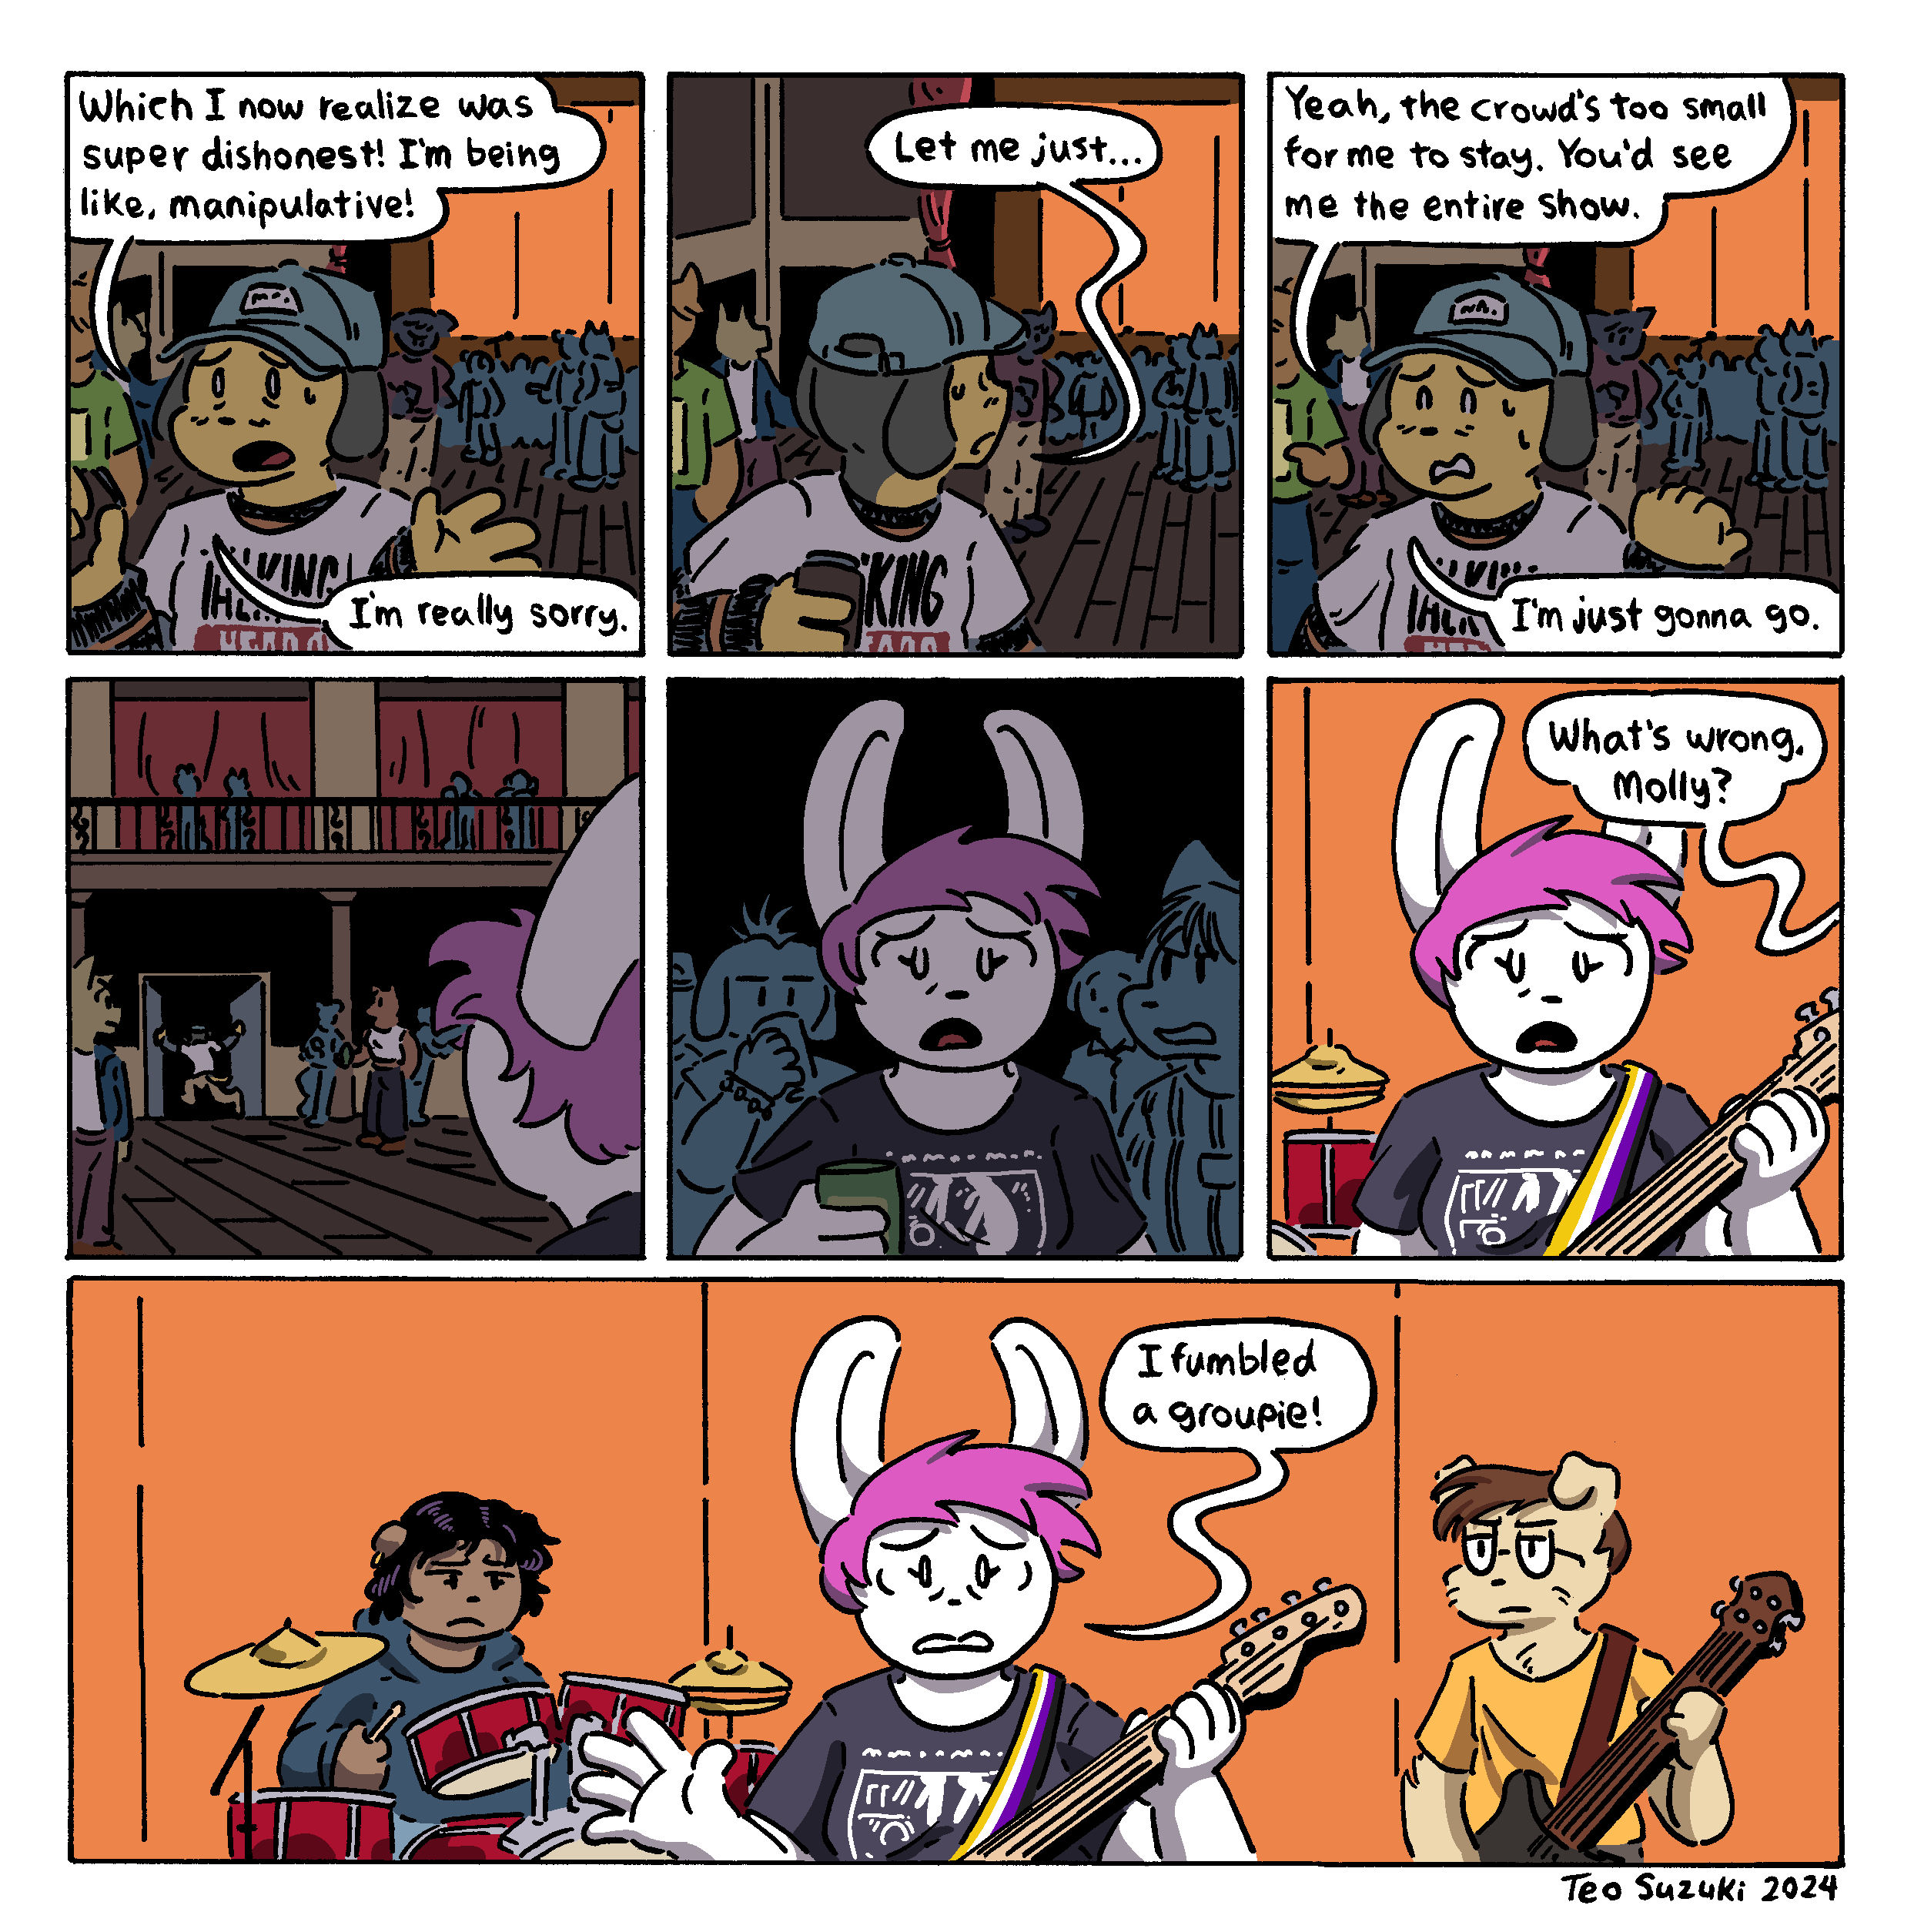 Which I now realize was
super dishonest! I'm being
like, manipulative!
I'm really sorry.
Let me just...
KING
Yeah, the crowd's too small
for me to stay. You'd see
me the entire show.
I'm just gonna go.
What's wrong,
Molly?
I fumbled
a groupie!
Teo Suzuki 2024